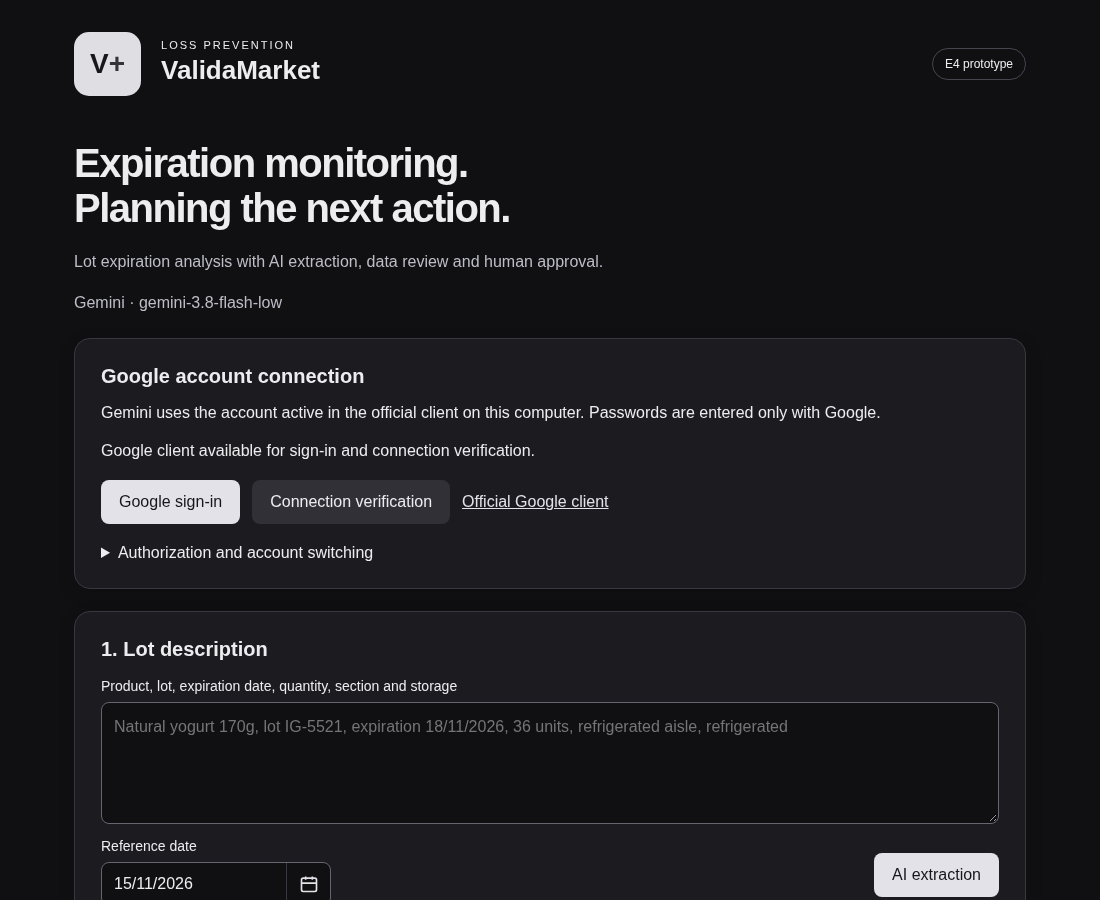 V+
LOSS PREVENTION
ValidaMarket
E4 prototype
Expiration monitoring.
Planning the next action.
Lot expiration analysis with AI extraction, data review and human approval.
Gemini · gemini-3.8-flash-low
Google account connection
Gemini uses the account active in the official client on this computer. Passwords are entered only with Google.
Google client available for sign-in and connection verification.
Google sign-in
Connection verification
Official Google client
Authorization and account switching
1. Lot description
Product, lot, expiration date, quantity, section and storage
Natural yogurt 170g, lot IG-5521, expiration 18/11/2026, 36 units, refrigerated aisle, refrigerated
Reference date
15/11/2026
AI extraction